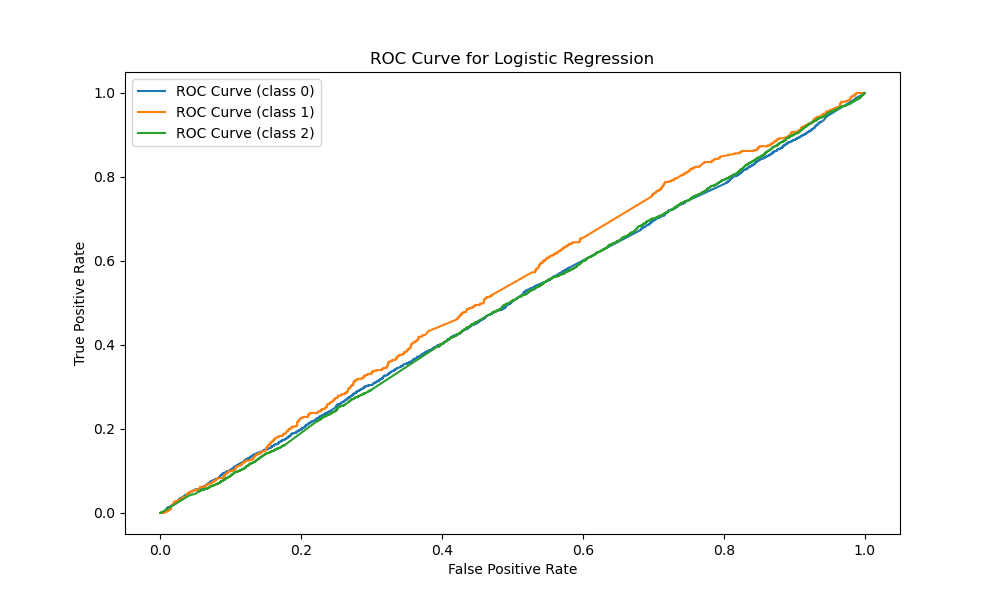 ROC Curve for Logistic Regression
ROC Curve (class 0)
ROC Curve (class 1)
ROC Curve (class 2)
True Positive Rate
1.0
0.8
0.6
0.4
0.2
0.0
0.0 0.2 0.4 0.6 0.8 1.0
False Positive Rate